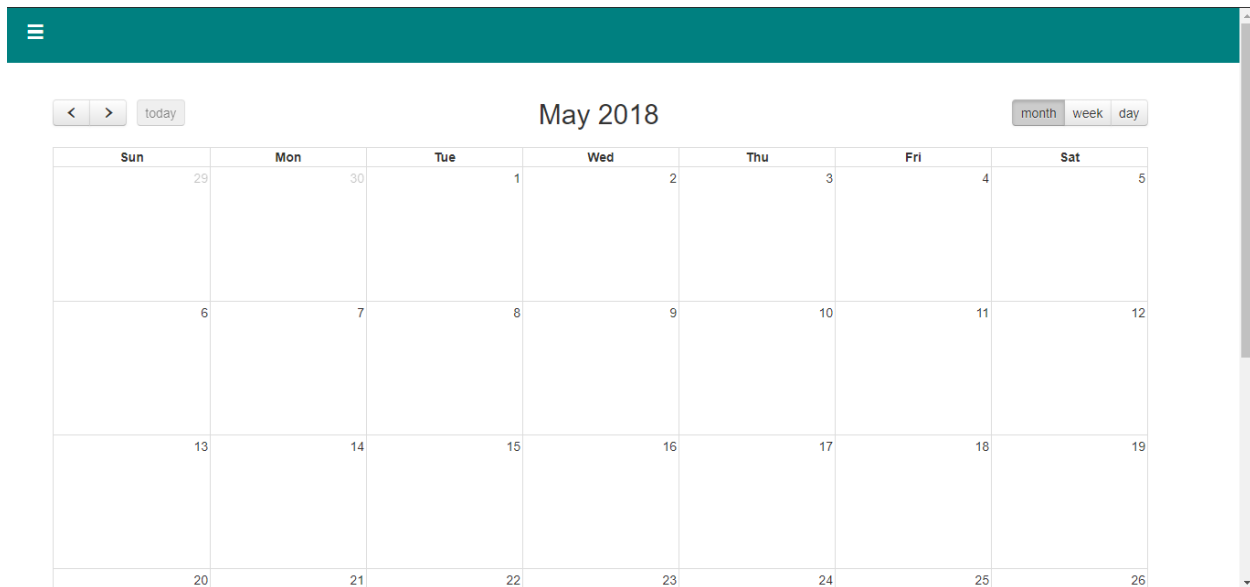 today May 2018 month week day
Sun Mon Tue Wed Thu Fri Sat
29 30 1 2 3 4 5
6 7 8 9 10 11 12
13 14 15 16 17 18 19
20 21 22 23 24 25 26